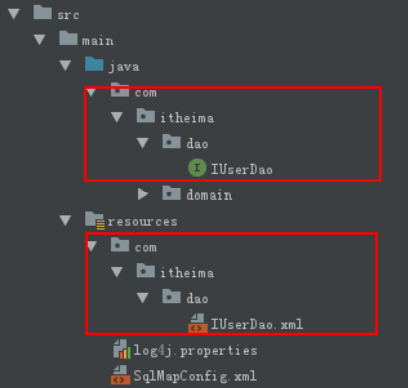 src
main
java
com
itheima
dao
I IUserDao
domain
resources
com
itheima
dao
IUserDao.xml
log4j.properties
SqlMapConfig.xml